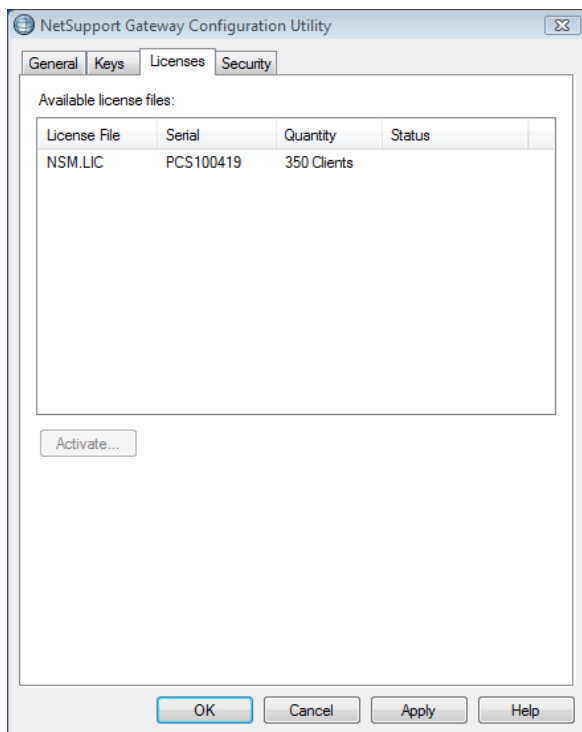 NetSupport Gateway Configuration Utility
General Keys Licenses Security
Available license files:
License File Serial Quantity Status
NSM.LIC PCS100419 350 Clients
Activate...
OK Cancel Apply Help